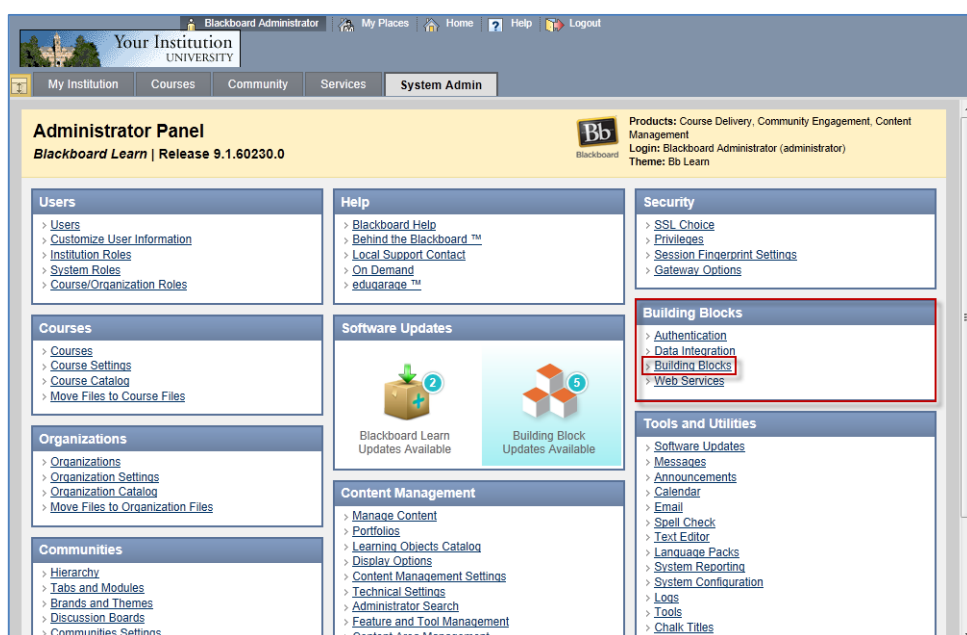 Blackboard Administrator My Places Home Help Logout
Your Institution
UNIVERSITY
My Institution Courses Community Services System Admin
Administrator Panel
Blackboard Learn | Release 9.1.60230.0
Bb
Blackboard
Products: Course Delivery, Community Engagement, Content
Management
Login: Blackboard Administrator (administrator)
Theme: Bb Learn
Users
> Users
> Customize User Information
> Institution Roles
> System Roles
> Course/Organization Roles
Courses
> Courses
> Course Settings
> Course Catalog
> Move Files to Course Files
Organizations
> Organizations
> Organization Settings
> Organization Catalog
> Move Files to Organization Files
Communities
> Hierarchy
> Tabs and Modules
> Brands and Themes
> Discussion Boards
> Communities Settings
Help
> Blackboard Help
> Behind the Blackboard ™
> Local Support Contact
> On Demand
> edugarage ™
Software Updates
2
Blackboard Learn
Updates Available
5
Building Block
Updates Available
Content Management
> Manage Content
> Portfolios
> Learning Objects Catalog
> Display Options
> Content Management Settings
> Technical Settings
> Administrator Search
> Feature and Tool Management
> Content Area Management
Security
> SSL Choice
> Privileges
> Session Fingerprint Settings
> Gateway Options
Building Blocks
> Authentication
> Data Integration
> Building Blocks
> Web Services
Tools and Utilities
> Software Updates
> Messages
> Announcements
> Calendar
> Email
> Spell Check
> Text Editor
> Language Packs
> System Reporting
> System Configuration
> Logs
> Tools
> Chalk Titles